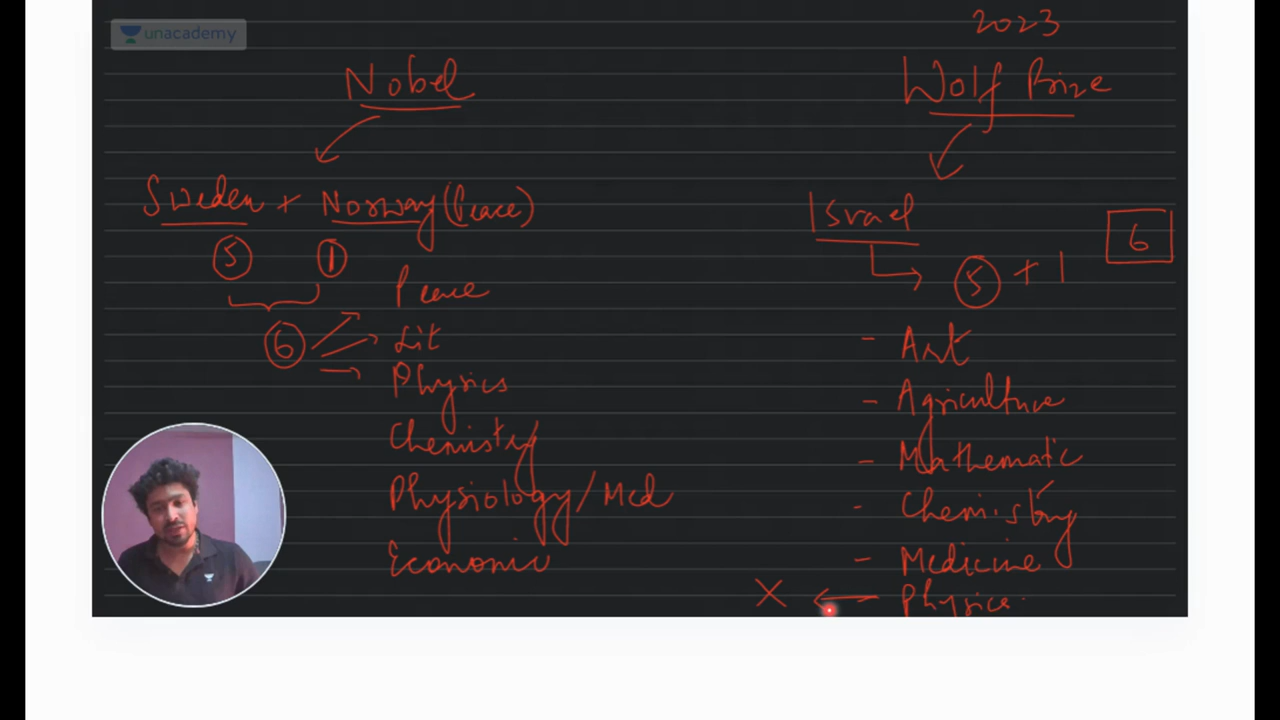 unacademy
2023
Nobel
Wolf Prize
Sweden + Norway (Peace)
Israel
6
5
1
5 + 1
Peace
6
Lit
- Art
Physics
- Agriculture
Chemistry
- Mathematic
Physiology/Med
- Chemistry
Economic
- Medicine
X ← Physics